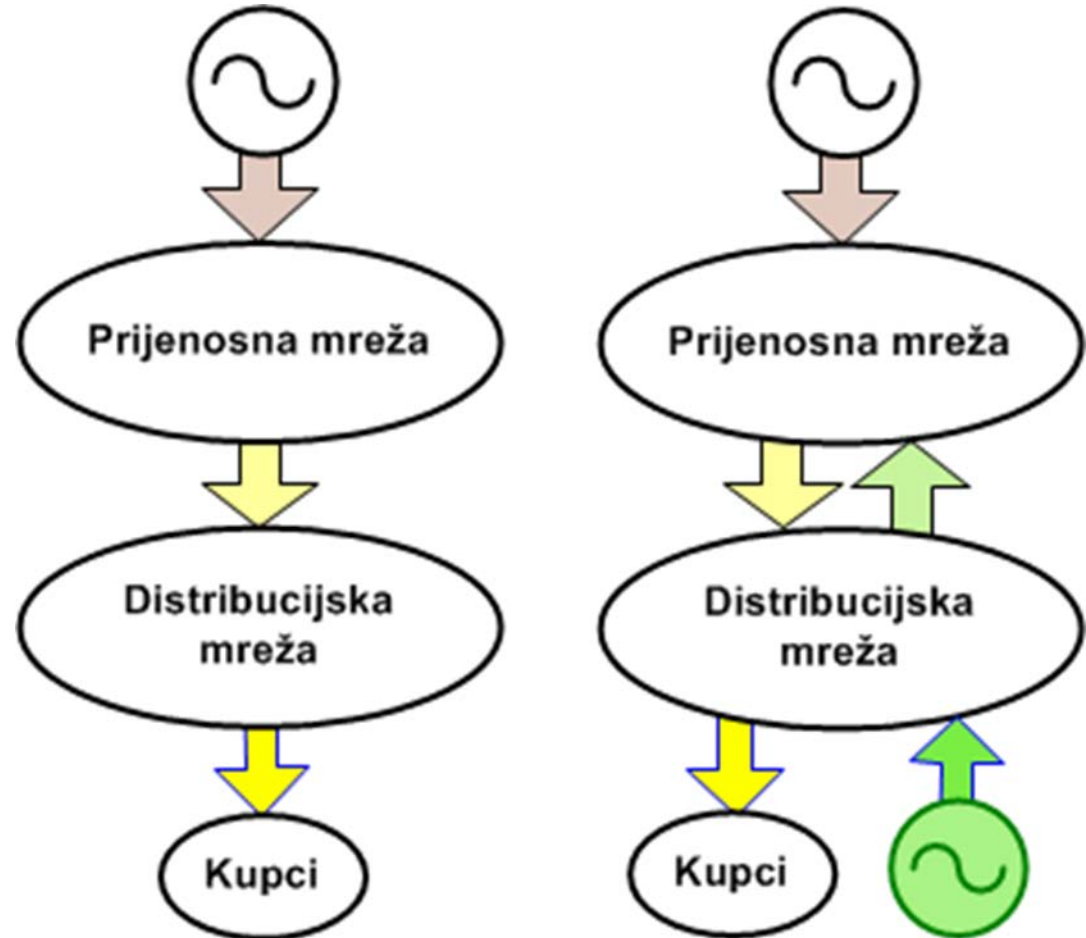 Prijenosna mreža
Prijenosna mreža
Distribucijska
mreža
Distribucijska
mreža
Kupci
Kupci